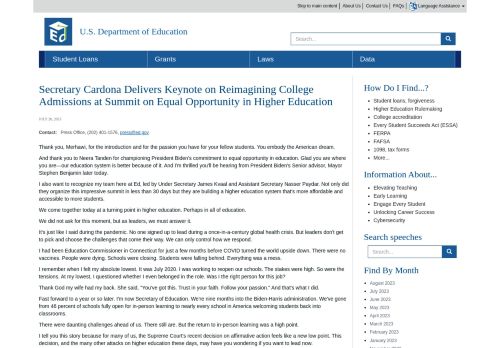 Skip to main content | About Us | Contact Us | FAQs | Language Assistance
U.S. Department of Education
Search...
Student Loans
Grants
Laws
Data
Secretary Cardona Delivers Keynote on Reimagining College
Admissions at Summit on Equal Opportunity in Higher Education
JULY 26, 2023
Contact: Press Office, (202) 401-1576, press@ed.gov
Thank you, Merhawi, for the introduction and for the passion you have for your fellow students. You embody the American dream.
And thank you to Neera Tanden for championing President Biden's commitment to equal opportunity in education. Glad you are where
you are—our education system is better because of it. And I'm thrilled you'll be hearing from President Biden's Senior advisor, Mayor
Stephen Benjamin later today.
I also want to recognize my team here at Ed, led by Under Secretary James Kvaal and Assistant Secretary Nasser Paydar. Not only did
they organize this impressive summit in less than 30 days but they are building a higher education system that's more affordable and
accessible to more students.
We come together today at a turning point in higher education. Perhaps in all of education.
We did not ask for this moment, but as leaders, we must answer it.
It's just like I said during the pandemic. No one signed up to lead during a once-in-a-century global health crisis. But leaders don't get
to pick and choose the challenges that come their way. We can only control how we respond.
I had been Education Commissioner in Connecticut for just a few months before COVID turned the world upside down. There were no
vaccines. People were dying. Schools were closing. Students were falling behind. Everything was a mess.
I remember when I felt my absolute lowest. It was July 2020. I was working to reopen our schools. The stakes were high. So were the
tensions. At my lowest, I questioned whether I even belonged in the role. Was I the right person for this job?
Thank God my wife had my back. She said, "You've got this. Trust in your faith. Follow your passion." And that's what I did.
Fast forward to a year or so later. I'm now Secretary of Education. We're nine months into the Biden-Harris administration. We've gone
from 46 percent of schools fully open for in-person learning to nearly every school in America welcoming students back into
classrooms.
There were daunting challenges ahead of us. There still are. But the return to in-person learning was a high point.
I tell you this story because for many of us, the Supreme Court's recent decision on affirmative action feels like a new low point. This
decision, and the many other attacks on higher education these days, may have you wondering if you want to lead now.
How Do I Find...?
Student loans, forgiveness
Higher Education Rulemaking
College accreditation
Every Student Succeeds Act (ESSA)
FERPA
FAFSA
1098, tax forms
More...
Information About...
Elevating Teaching
Early Learning
Engage Every Student
Unlocking Career Success
Cybersecurity
Search speeches
Search...
Find By Month
August 2023
July 2023
June 2023
May 2023
April 2023
March 2023
February 2023
January 2023